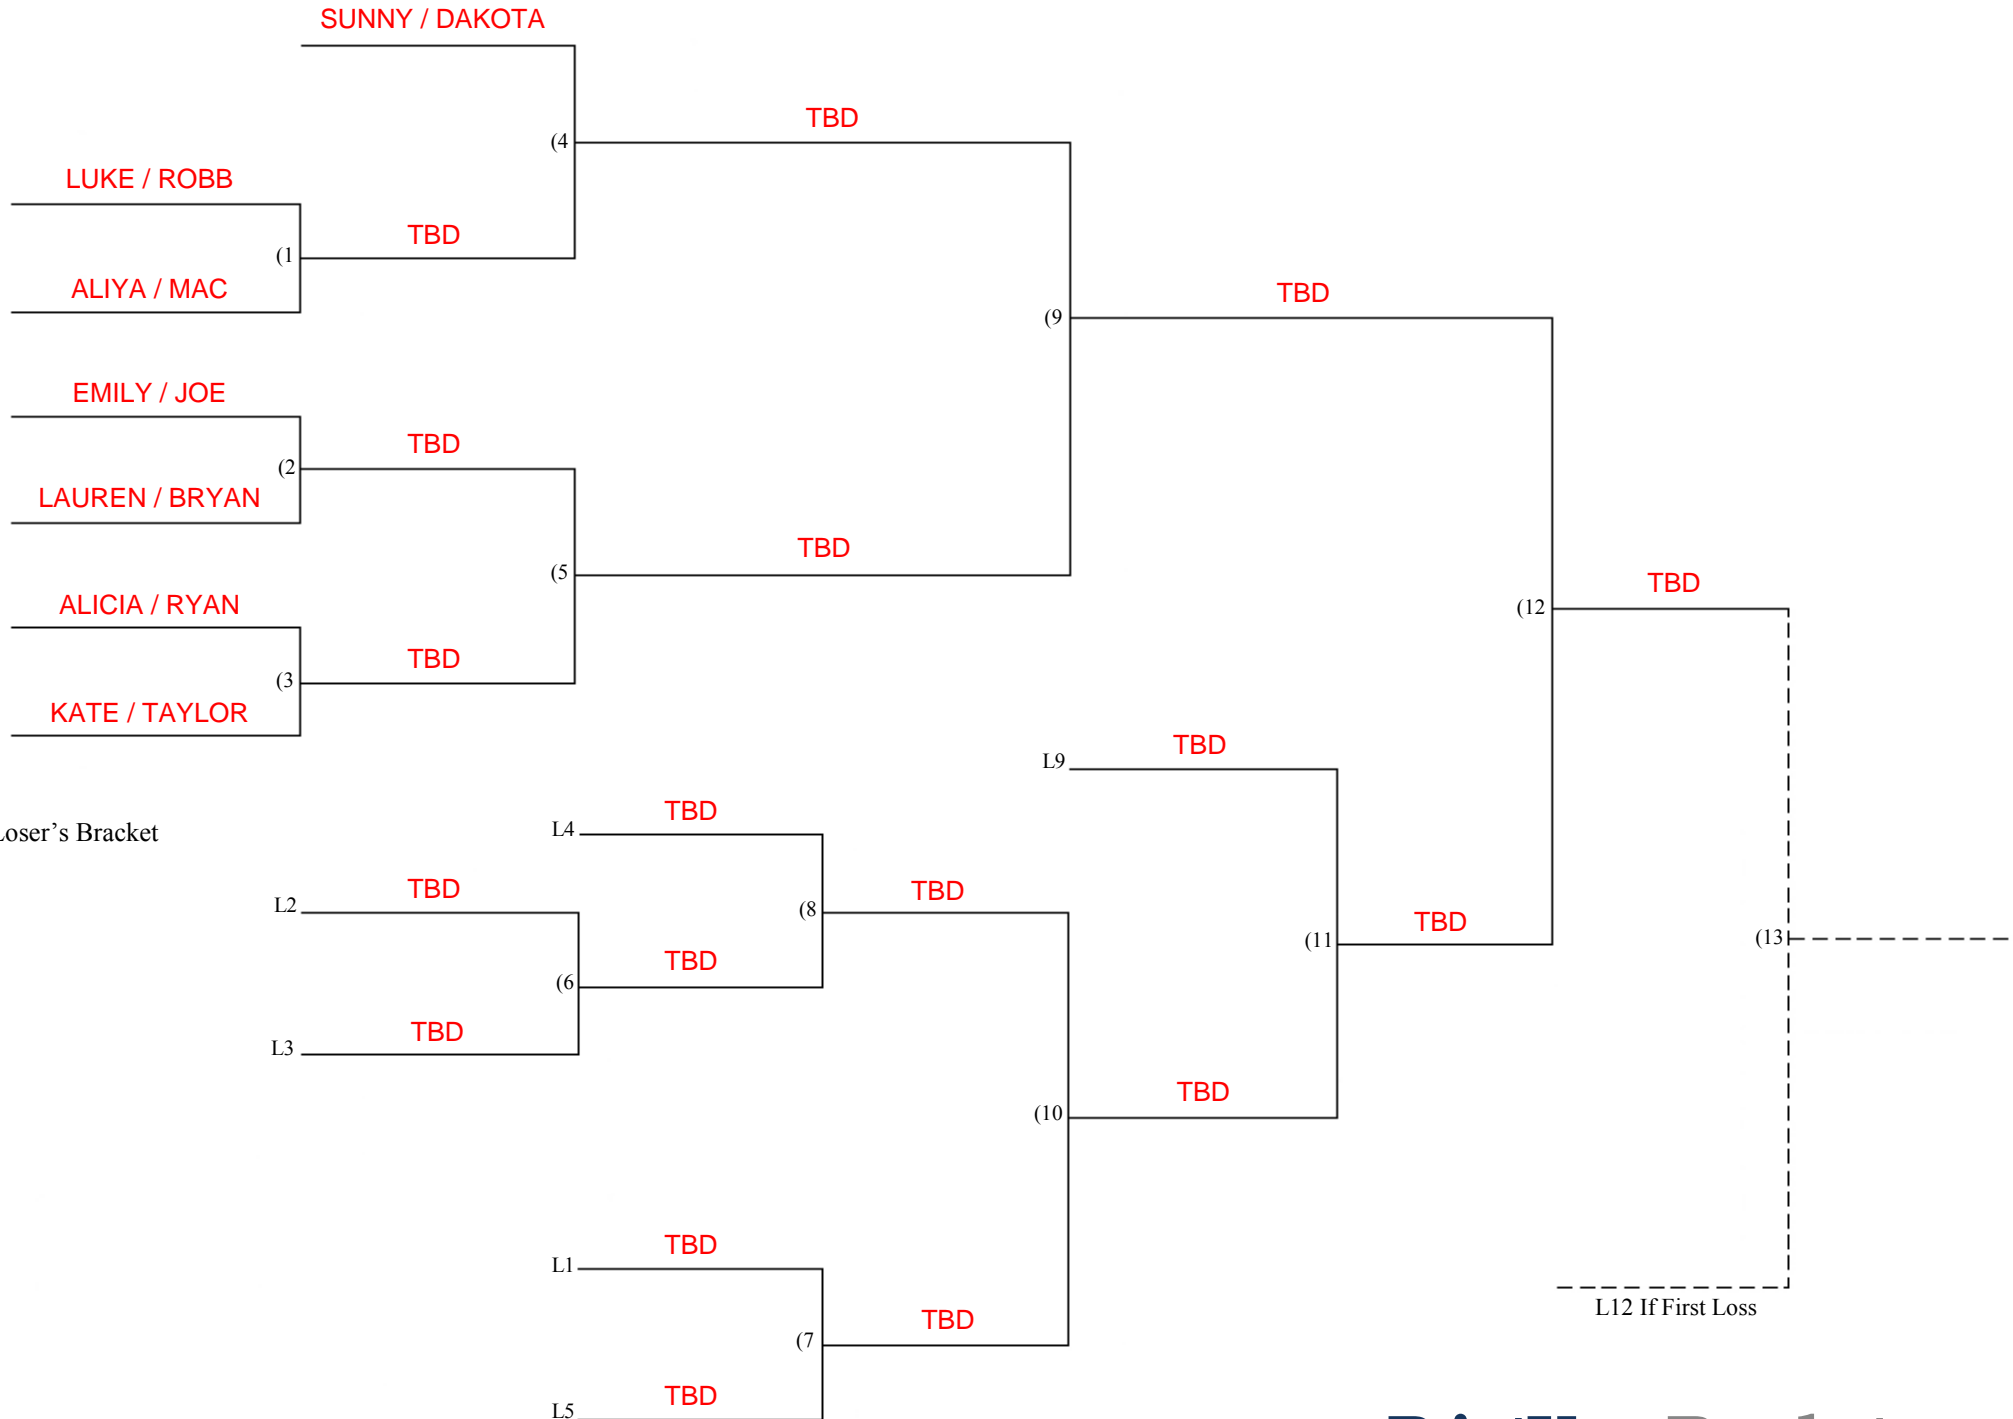 SUNNY / DAKOTA
TBD
(4
LUKE / ROBB
TBD
(1
ALIYA / MAC
TBD
(9
EMILY / JOE
TBD
(2
LAUREN / BRYAN
TBD
(5
TBD
(12
ALICIA / RYAN
TBD
(3
KATE / TAYLOR
L9 TBD
Loser's Bracket
L4 TBD
L2 TBD
(8 TBD
(11 TBD
(13
TBD
(6
L3 TBD
TBD
(10
L1 TBD
L12 If First Loss
TBD
(7
L5 TBD